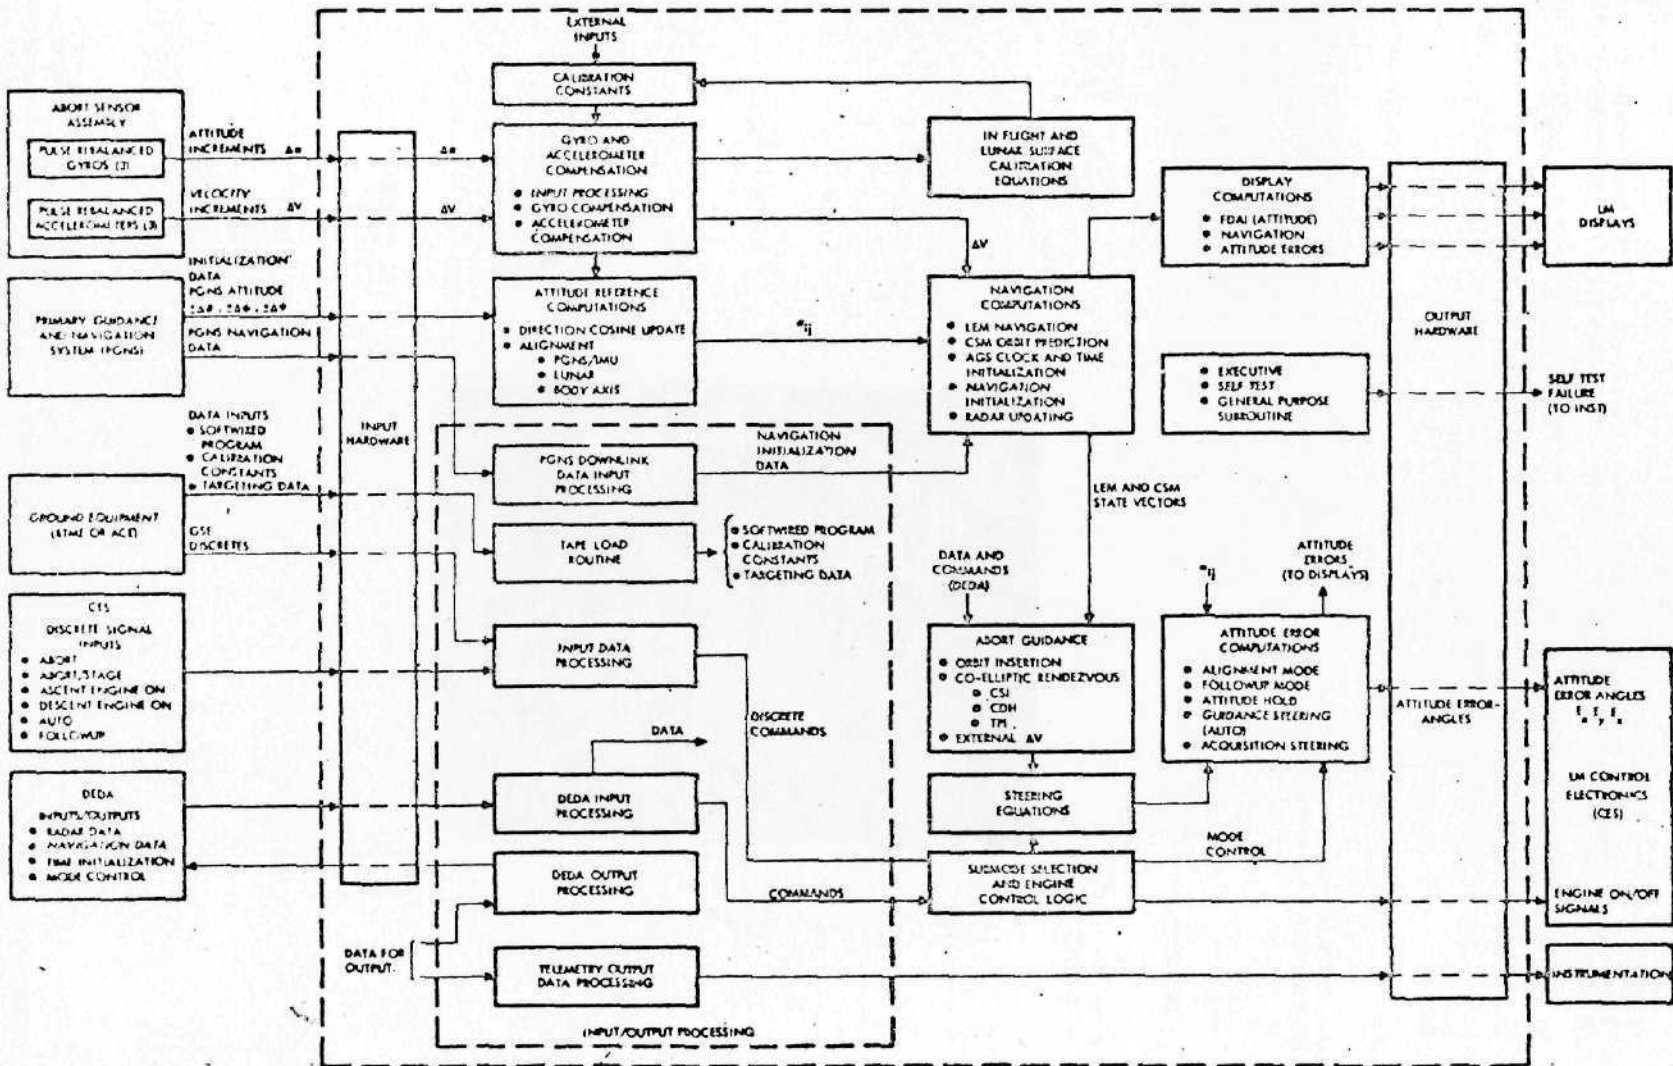 EXTERNAL
INPUTS
CALIBRATION
CONSTANTS
ABORT SENSOR
ASSEMBLY
PULSE REBALANCED
GYROS (3)
PULSE REBALANCED
ACCELEROMETERS (3)
ATTITUDE
INCREMENTS Δα
VELOCITY
INCREMENTS ΔV
Δα
ΔV
GYRO AND
ACCELEROMETER
COMPENSATION
• INPUT PROCESSING
• GYRO COMPENSATION
• ACCELEROMETER
COMPENSATION
IN FLIGHT AND
LUNAR SURFACE
CALIBRATION
EQUATIONS
DISPLAY
COMPUTATIONS
• FDAI (ATTITUDE)
• NAVIGATION
• ATTITUDE ERRORS
LM
DISPLAYS
PRIMARY GUIDANCE
AND NAVIGATION
SYSTEM (PGNS)
INITIALIZATION
DATA
PGNS ATTITUDE
PGNS NAVIGATION
DATA
ATTITUDE REFERENCE
COMPUTATIONS
• DIRECTION COSINE UPDATE
• ALIGNMENT
• PGNS/IMU
• LUNAR
• BODY AXIS
ij
ΔV
NAVIGATION
COMPUTATIONS
• LEM NAVIGATION
• CSM ORBIT PREDICTION
• AGS CLOCK AND TIME
INITIALIZATION
• NAVIGATION
INITIALIZATION
• RADAR UPDATING
OUTPUT
HARDWARE
• EXECUTIVE
• SELF TEST
• GENERAL PURPOSE
SUBROUTINE
SELF TEST
FAILURE
(TO INST)
INPUT
HARDWARE
DATA INPUTS
• SOFTWIRED
PROGRAM
• CALIBRATION
CONSTANTS
• TARGETING DATA
GROUND EQUIPMENT
OR ACE)
GSE
DISCRETES
PGNS DOWNLINK
DATA INPUT
PROCESSING
NAVIGATION
INITIALIZATION
DATA
LEM AND CSM
STATE VECTORS
TAPE LOAD
ROUTINE
• SOFTWIRED PROGRAM
• CALIBRATION
CONSTANTS
• TARGETING DATA
DATA AND
COMMANDS
(DEDA)
ij
ATTITUDE
ERRORS
(TO DISPLAYS)
CES
DISCRETE SIGNAL
INPUTS
• ABORT
• ABORT/STAGE
• ASCENT ENGINE ON
• DESCENT ENGINE ON
• AUTO
• FOLLOWUP
INPUT DATA
PROCESSING
DISCRETE
COMMANDS
ABORT GUIDANCE
• ORBIT INSERTION
• CO-ELLIPTIC RENDEZVOUS
• CSI
• CDH
• TPI
• EXTERNAL ΔV
ATTITUDE ERROR
COMPUTATIONS
• ALIGNMENT MODE
• FOLLOWUP MODE
• ATTITUDE HOLD
• GUIDANCE STEERING
(AUTO)
• ACQUISITION STEERING
ATTITUDE ERROR-
ANGLES
ATTITUDE
ERROR ANGLES
LM CONTROL
ELECTRONICS
(CES)
ENGINE ON/OFF
SIGNALS
DEDA
INPUTS/OUTPUTS
• RADAR DATA
• NAVIGATION DATA
• TIME INITIALIZATION
• MODE CONTROL
DATA
DEDA INPUT
PROCESSING
STEERING
EQUATIONS
MODE
CONTROL
DEDA OUTPUT
PROCESSING
COMMANDS
SUBMODE SELECTION
AND ENGINE
CONTROL LOGIC
DATA FOR
OUTPUT
TELEMETRY OUTPUT
DATA PROCESSING
INSTRUMENTATION
INPUT/OUTPUT PROCESSING